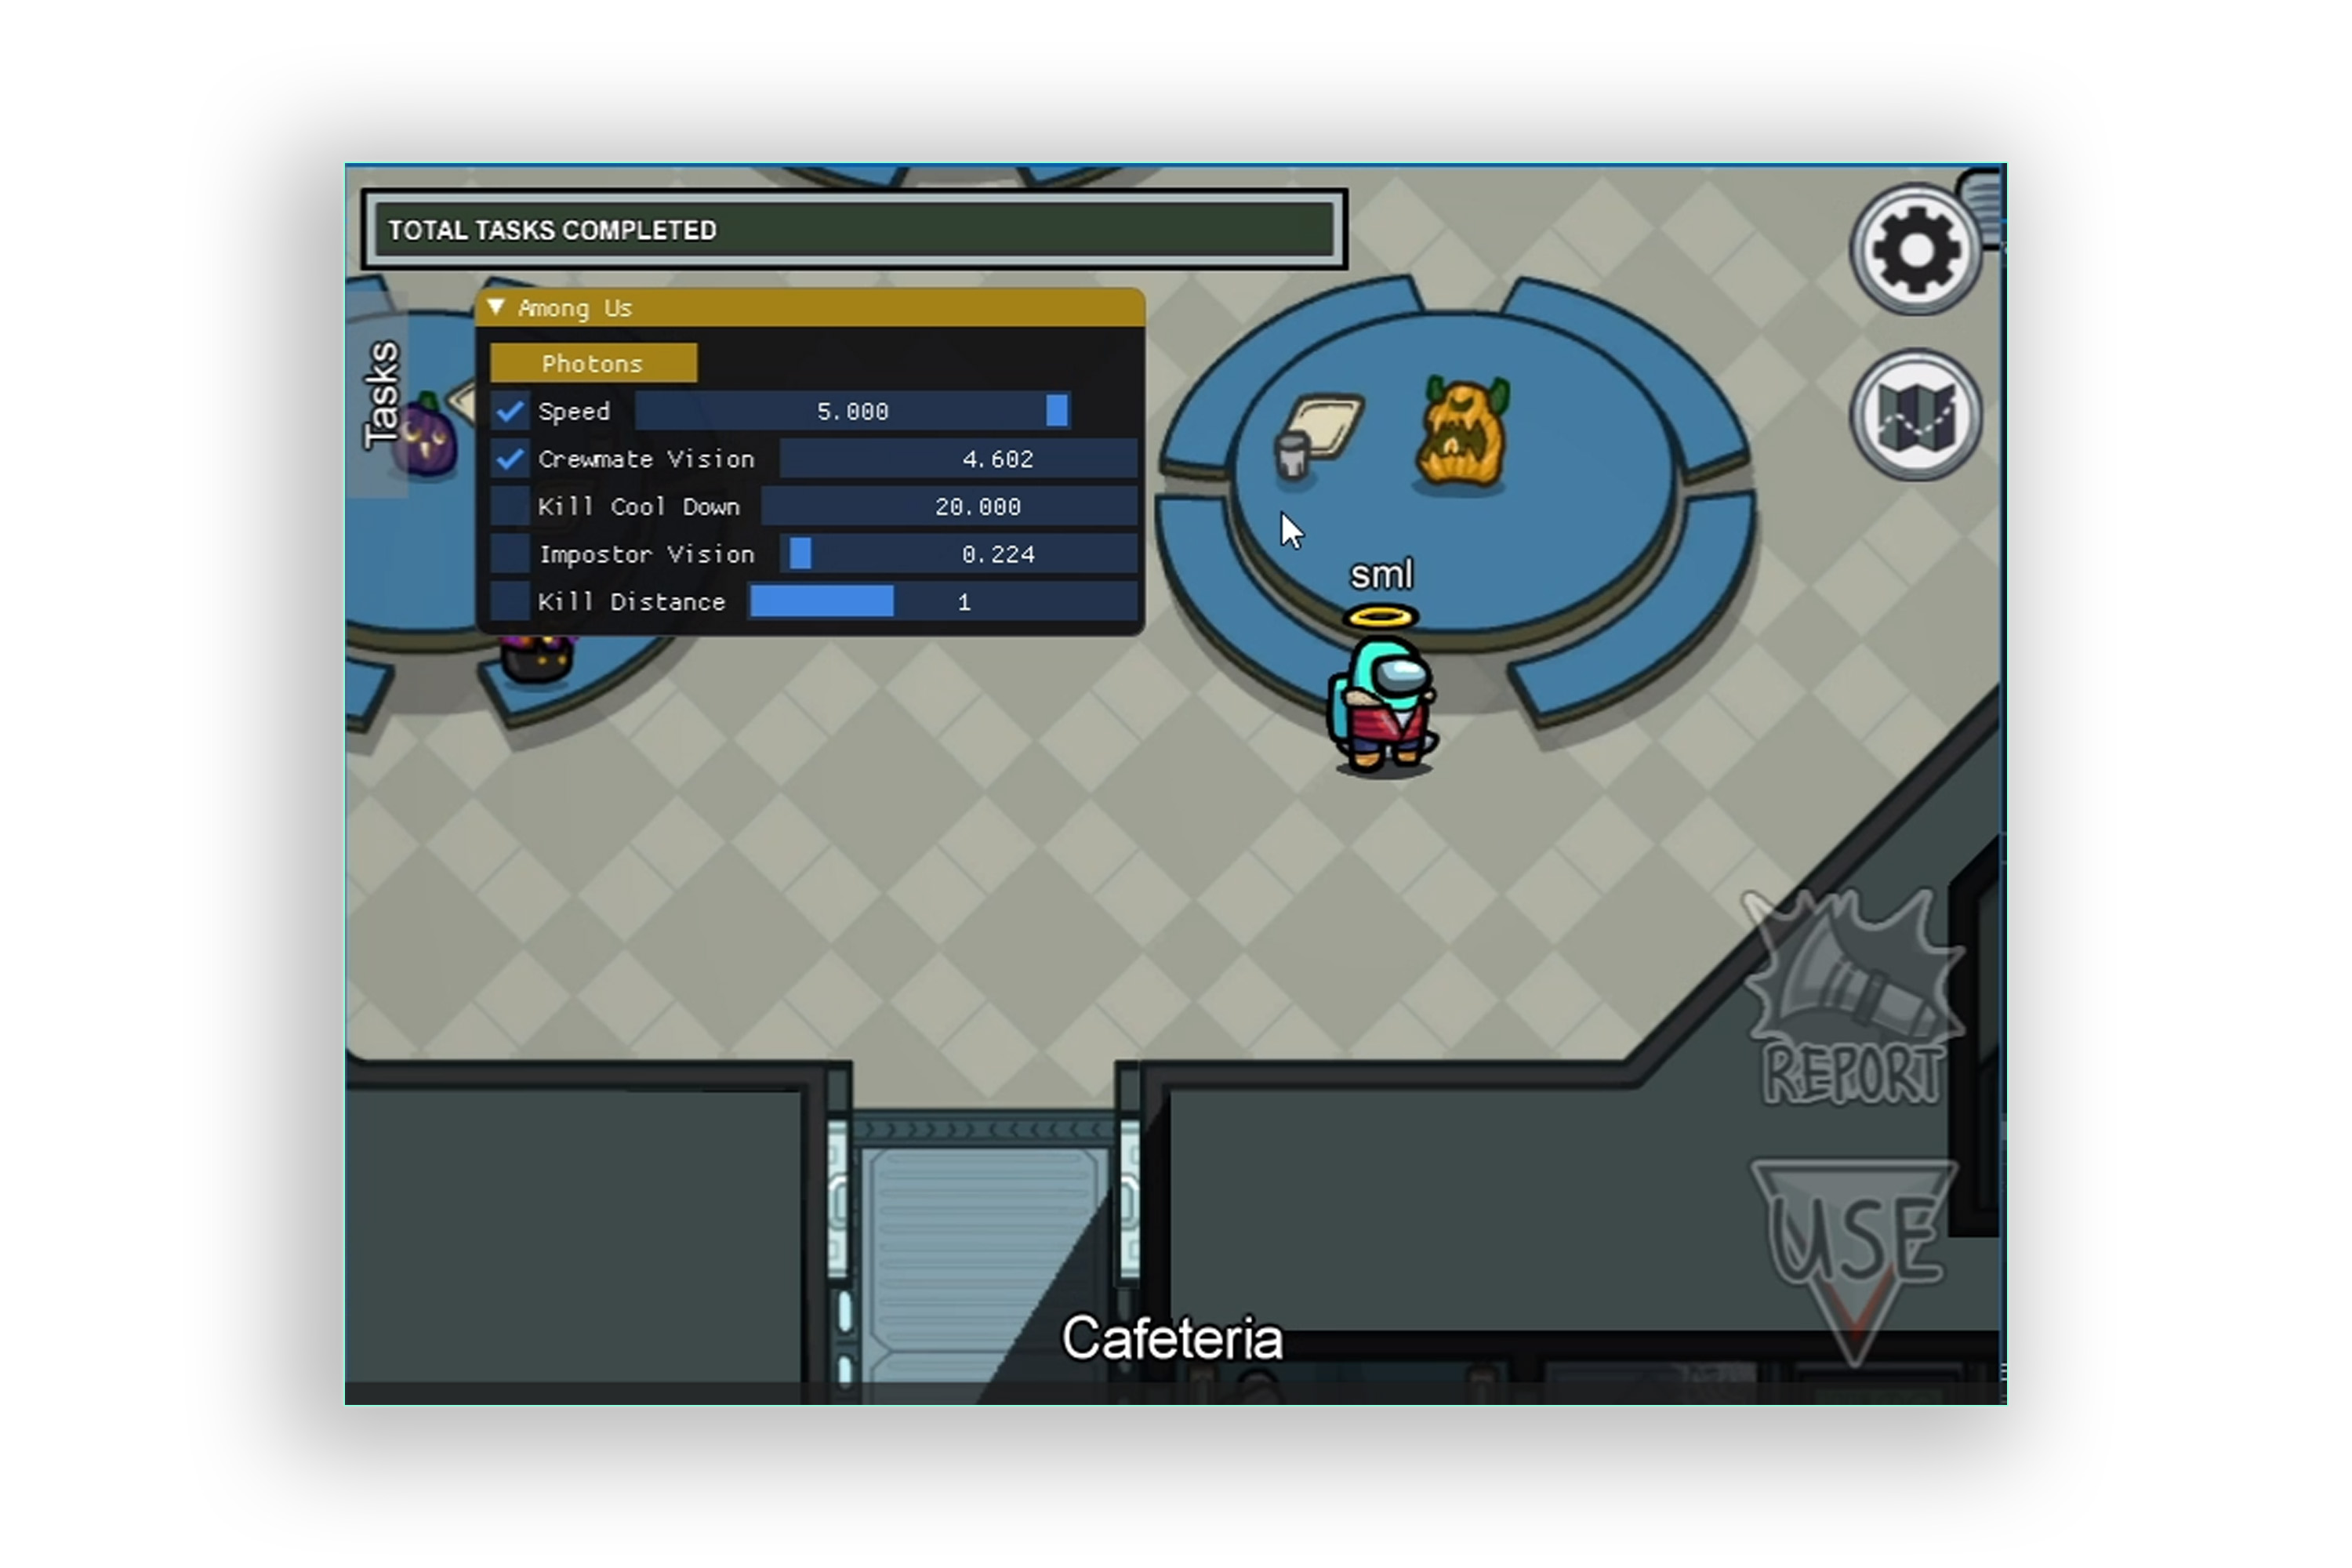 TOTAL TASKS COMPLETED
Among Us
Tasks
Photons
Speed 5.000
Crewmate Vision 4.602
Kill Cool Down 20.000
Impostor Vision 0.224
Kill Distance 1
sml
REPORT
USE
Cafeteria